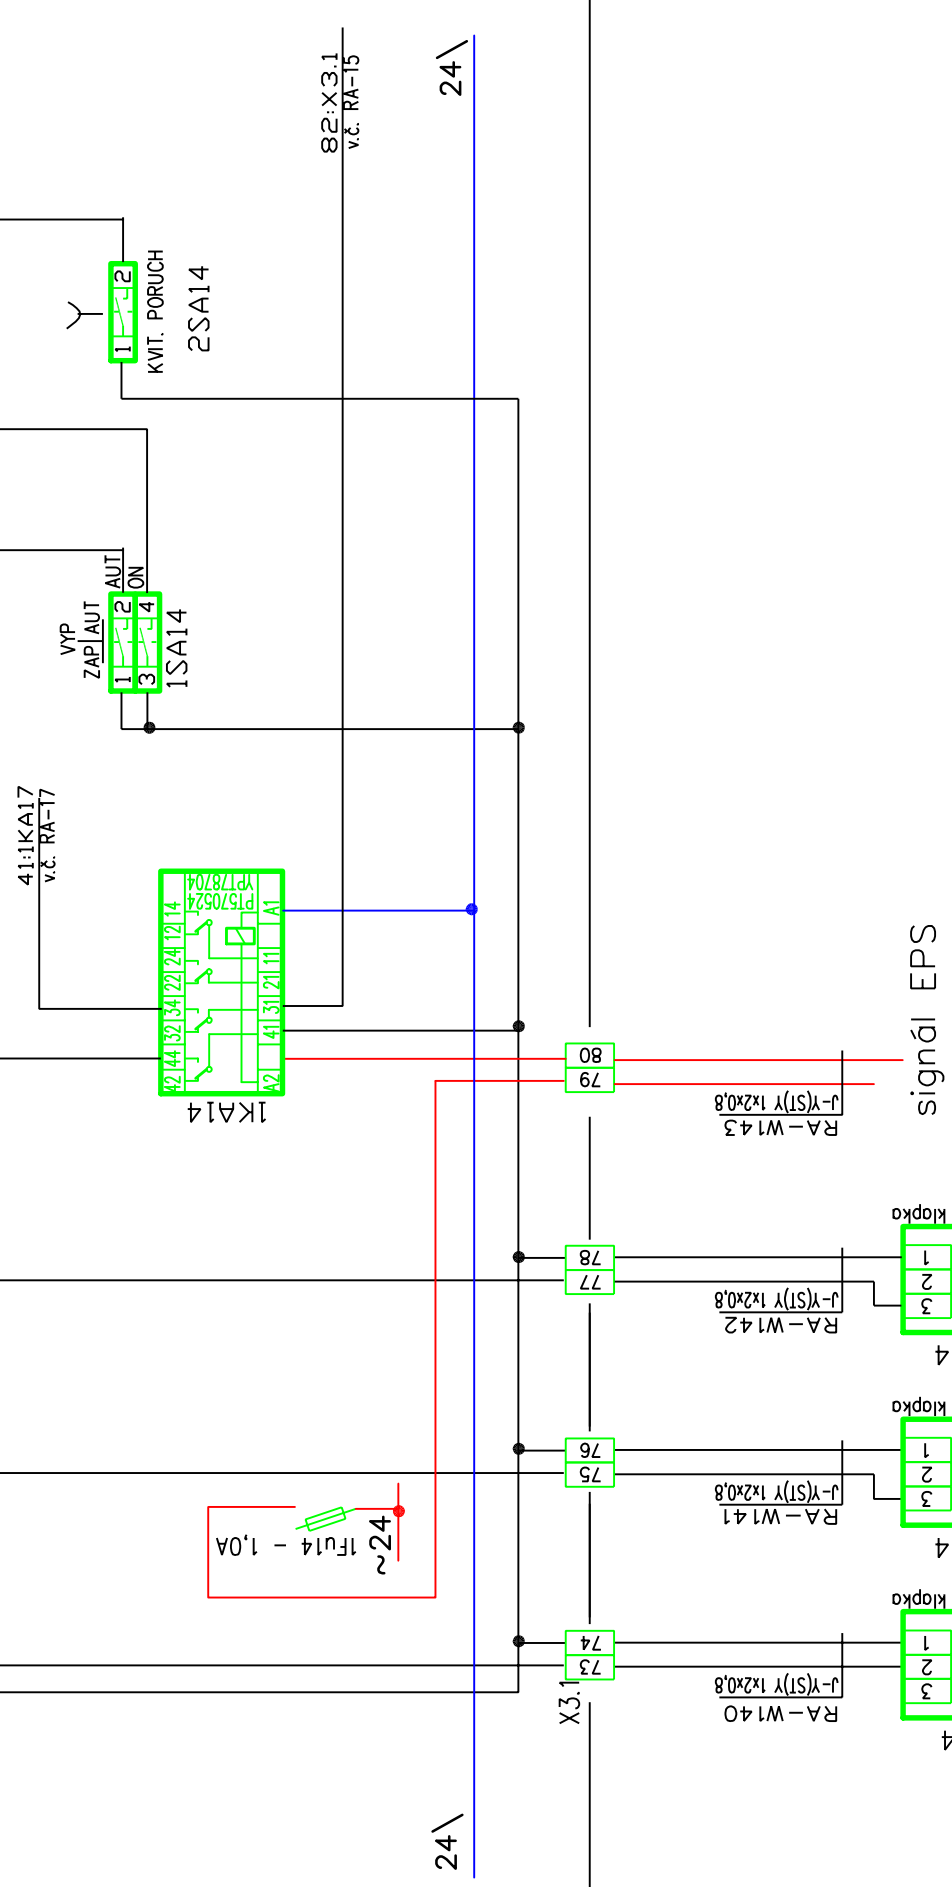 82:X3.1
v.č. RA-15
24
2
1
KVIT. PORUCH
2SA14
AUT
ON
VYP
ZAP AUT
2
4
1
3
1SA14
41:1KA17
v.č. RA-17
PT570524
YPT78704
14
12
24
22
34
32
44
42
A1
11
21
31
41
A2
1KA14
80
79
J-Y(ST)Y 1x2x0,8
RA-W143
signál EPS
78
77
J-Y(ST)Y 1x2x0,8
RA-W142
klapka
1
2
3
4
76
75
J-Y(ST)Y 1x2x0,8
RA-W141
klapka
1
2
3
4
1Fu14 - 1,0A
~24
74
73
X3.1
J-Y(ST)Y 1x2x0,8
RA-W140
klapka
1
2
3
4
24